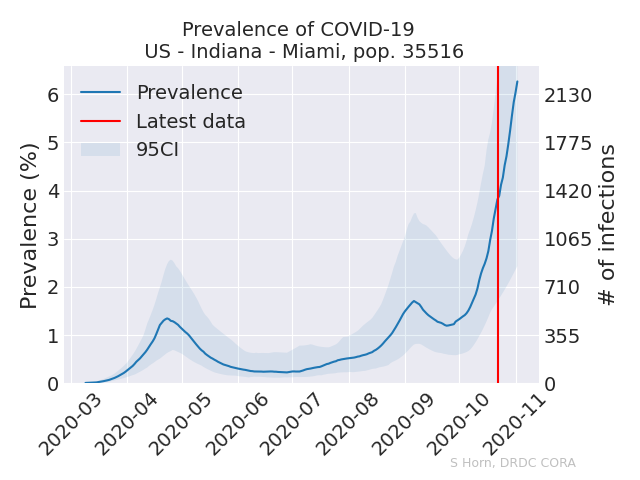 Prevalence of COVID-19
US - Indiana - Miami, pop. 35516
Prevalence
Latest data
95CI
Prevalence (%)
6
5
4
3
2
1
0
2130
1775
1420
1065
710
355
0
# of infections
2020-03
2020-04
2020-05
2020-06
2020-07
2020-08
2020-09
2020-10
2020-11
S Horn, DRDC CORA